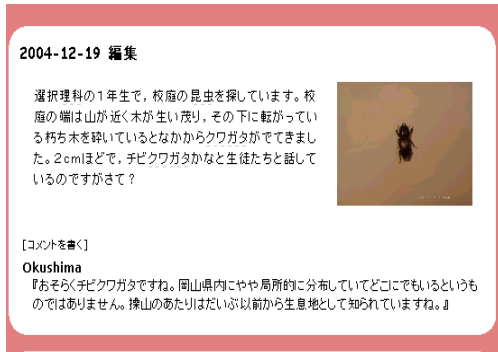 2004-12-19 編集
選択理科の１年生で，校庭の昆虫を探しています。校
庭の端は山が近く木が生い茂り，その下に転がってい
る朽ち木を砕いているとなかからクワガタがでてきまし
た。２cmほどで，チビクワガタかなと生徒たちと話して
いるのですがさて？
[コメントを書く]
Okushima
『おそらくチビクワガタですね。岡山県内にやや局所的に分布していてどこにでもいるというも
のではありません。操山のあたりはだいぶ以前から生息地として知られていますね。』